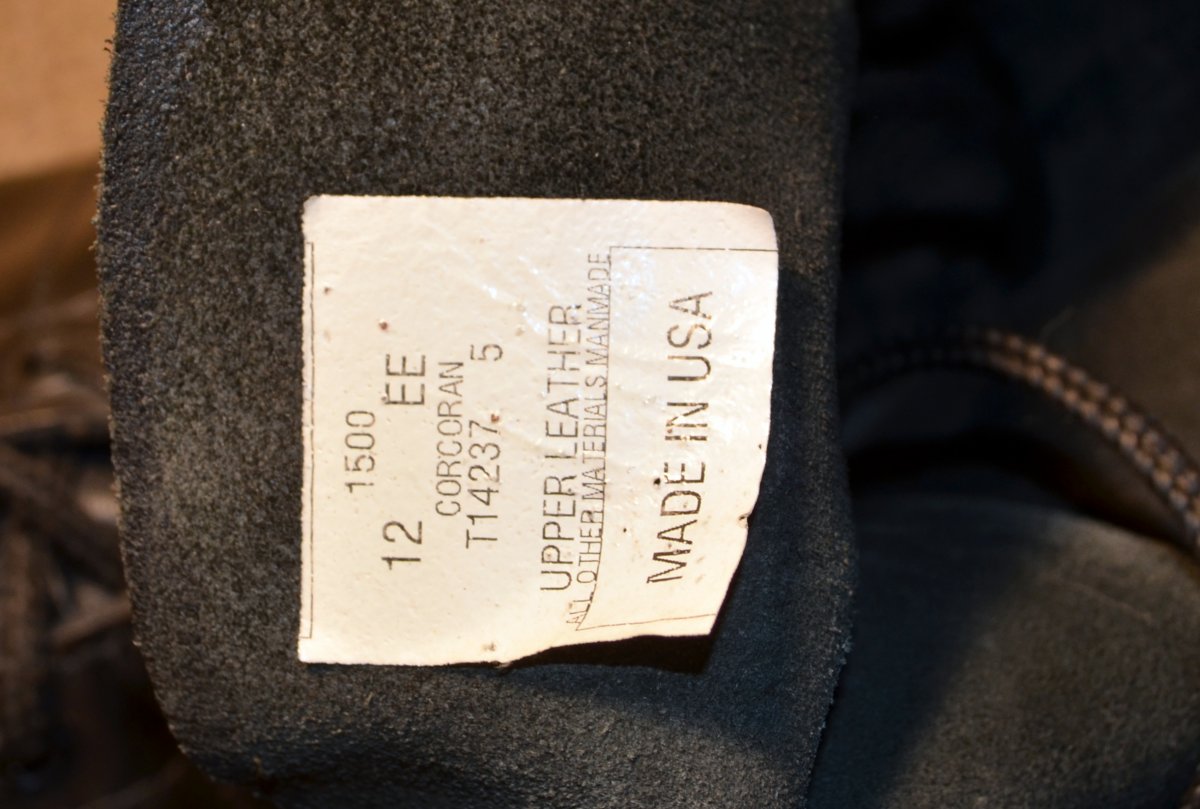 1500
12 EE
CORCORAN
T14237 5
UPPER LEATHER
ALL OTHER MATERIALS MANMADE
MADE IN USA